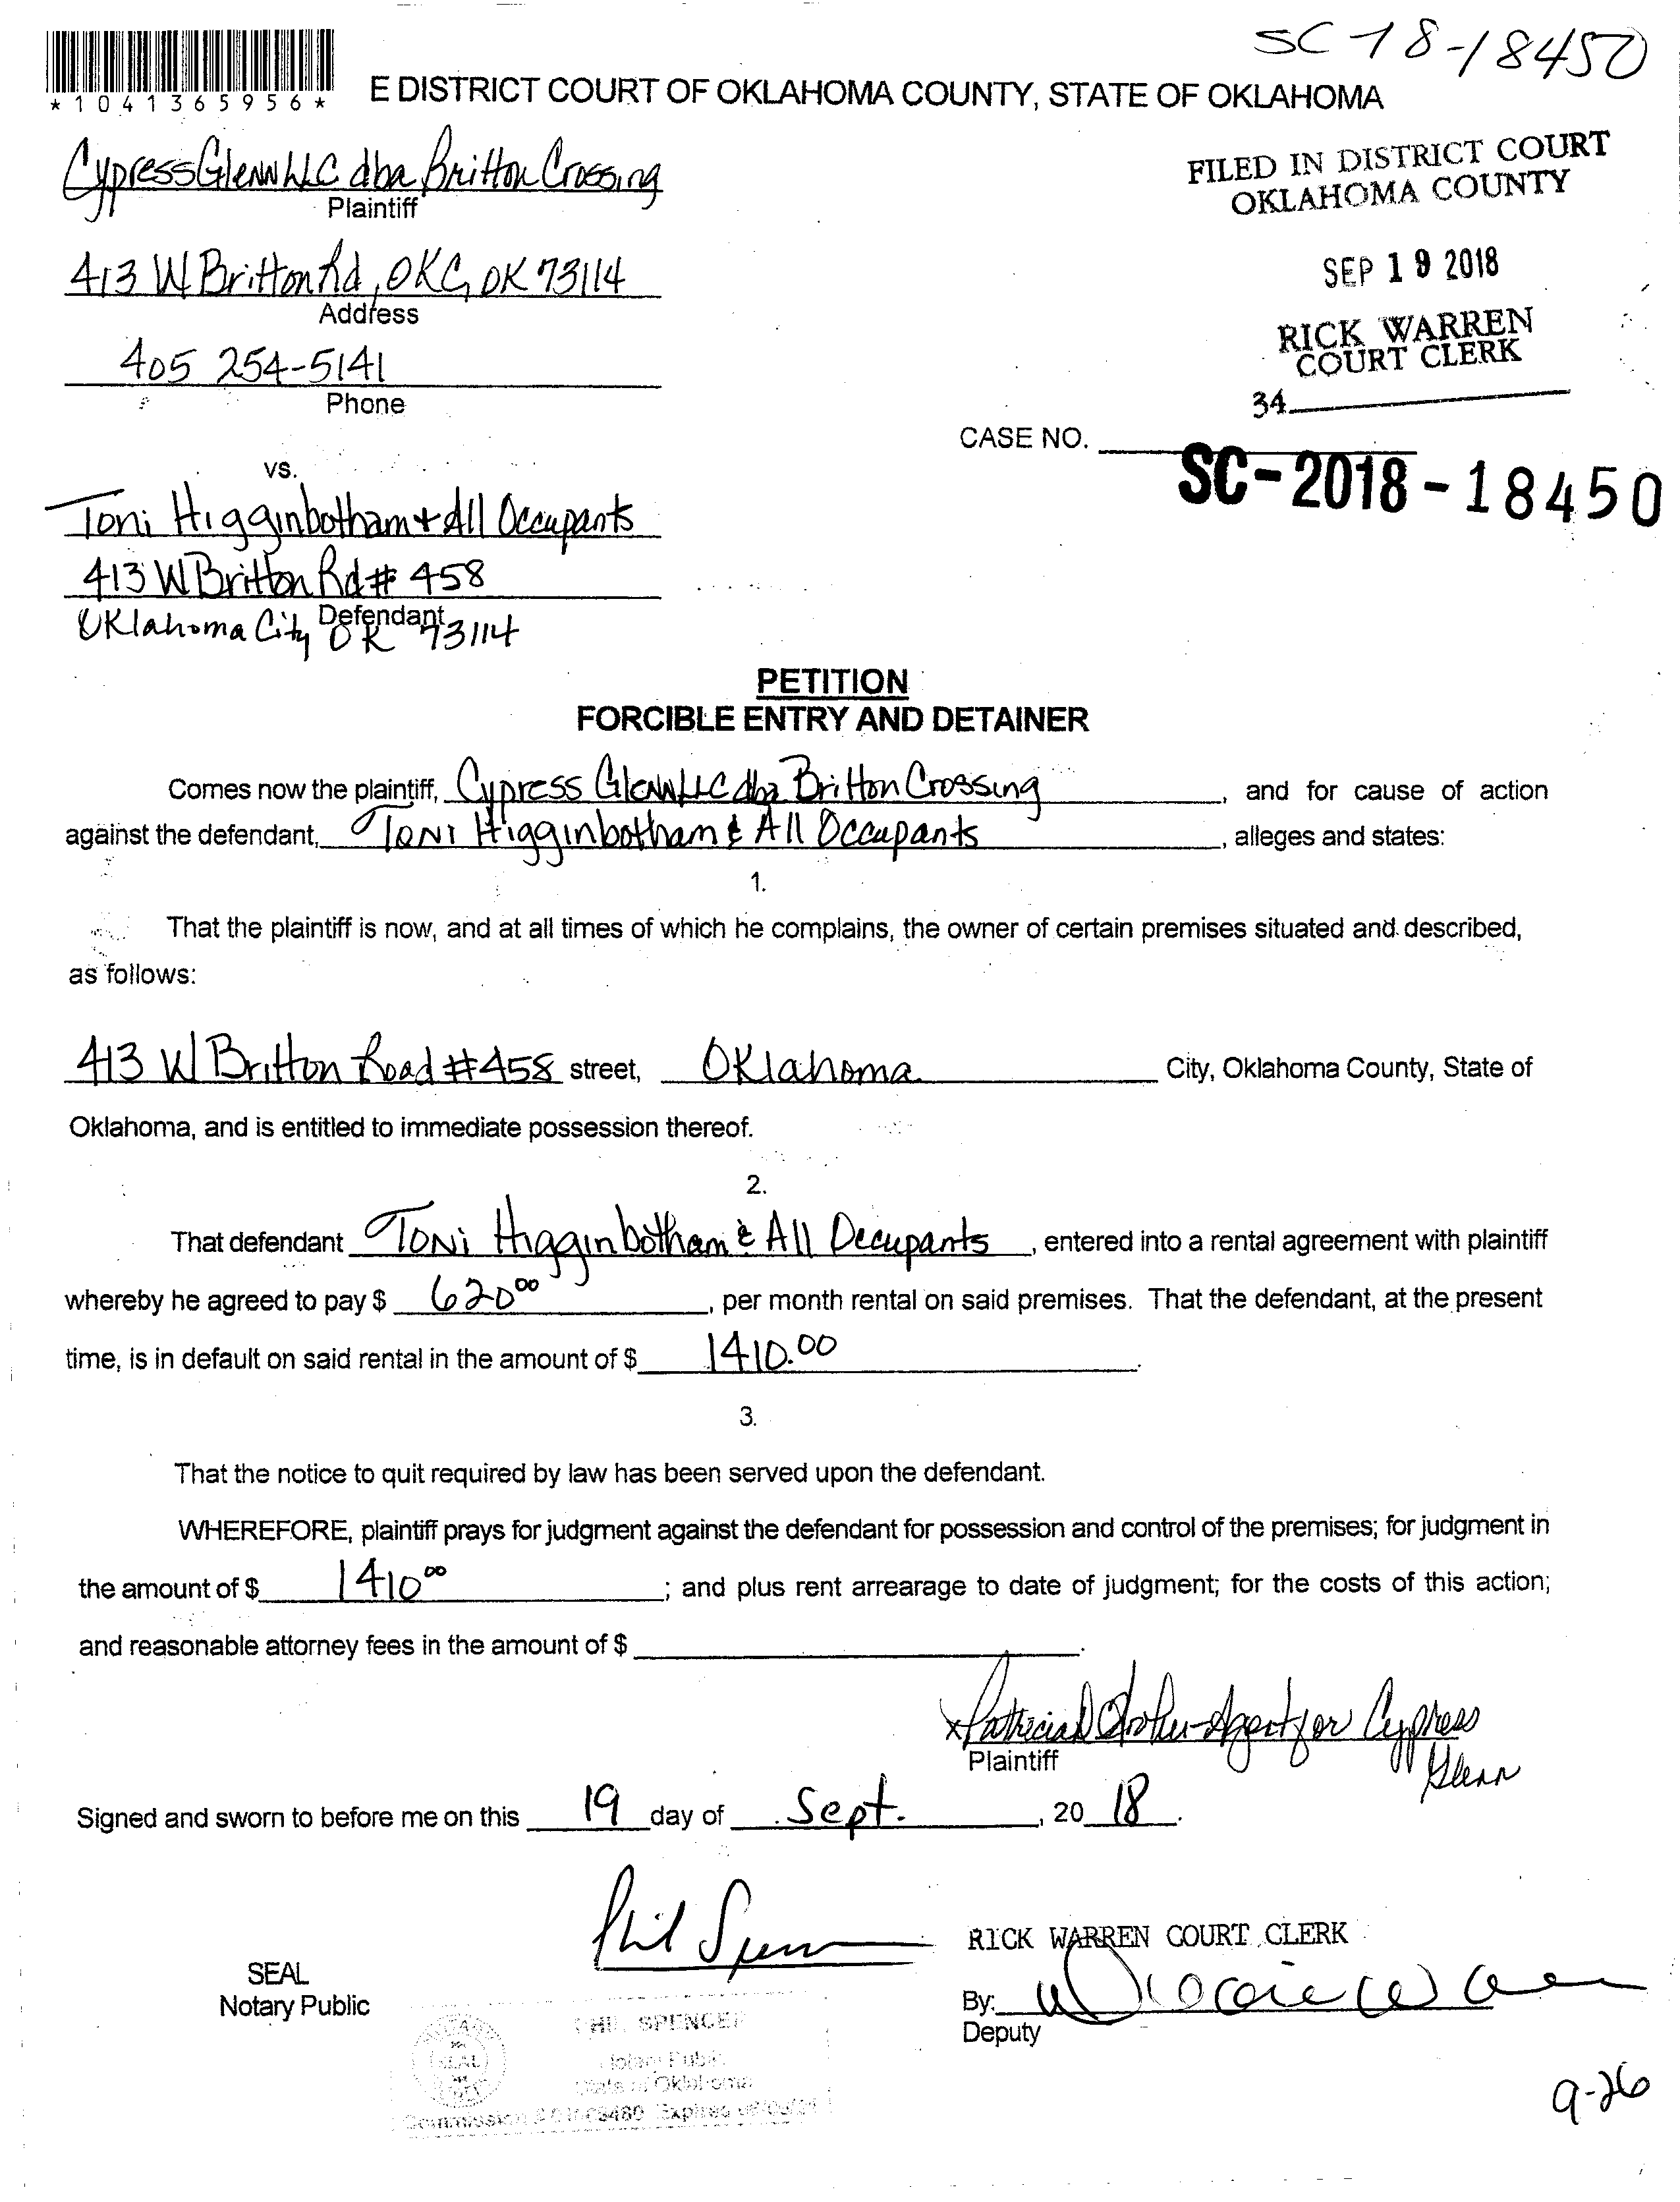 SC-18-18450
*1041365956*
E DISTRICT COURT OF OKLAHOMA COUNTY, STATE OF OKLAHOMA
Cypress Glenn LLC dba Britton Crossing
Plaintiff
FILED IN DISTRICT COURT
OKLAHOMA COUNTY
413 W Britton Rd, OKC, OK 73114
Address
SEP 19 2018
RICK WARREN
COURT CLERK
405 254-5141
Phone
34
CASE NO.
SC-2018-18450
vs.
Toni Higginbotham + All Occupants
413 W Britton Rd # 458
Defendant
Oklahoma City OK 73114
PETITION
FORCIBLE ENTRY AND DETAINER
Comes now the plaintiff, Cypress Glenn LLC dba Britton Crossing, and for cause of action
against the defendant, Toni Higginbotham & All Occupants, alleges and states:
1.
That the plaintiff is now, and at all times of which he complains, the owner of certain premises situated and described,
as follows:
413 W Britton Road #458 street, Oklahoma City, Oklahoma County, State of
Oklahoma, and is entitled to immediate possession thereof.
2.
That defendant Toni Higginbotham & All Occupants, entered into a rental agreement with plaintiff
whereby he agreed to pay $ 620.00, per month rental on said premises. That the defendant, at the present
time, is in default on said rental in the amount of $ 1410.00.
3.
That the notice to quit required by law has been served upon the defendant.
WHEREFORE, plaintiff prays for judgment against the defendant for possession and control of the premises; for judgment in
the amount of $ 1410.00; and plus rent arrearage to date of judgment; for the costs of this action;
and reasonable attorney fees in the amount of $
x Patricia Agent for Cypress
Glenn
Plaintiff
Signed and sworn to before me on this 19 day of Sept., 20 18.
Phil Spencer
RICK WARREN COURT CLERK
SEAL
Notary Public
By:
Deputy
PHIL SPENCER
Notary Public
State of Oklahoma
Commission Expires
9-26